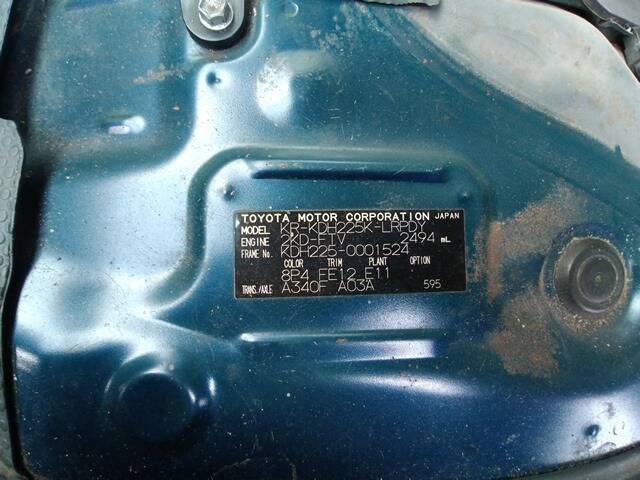 TOYOTA MOTOR CORPORATION JAPAN
MODEL KR-KDH225K-LRPDY
ENGINE 2KD-FTV 2494 mL
FRAME No. KDH225-0001524
COLOR TRIM PLANT OPTION
8P4 FE12 E11
TRANS./AXLE A340F A03A 595